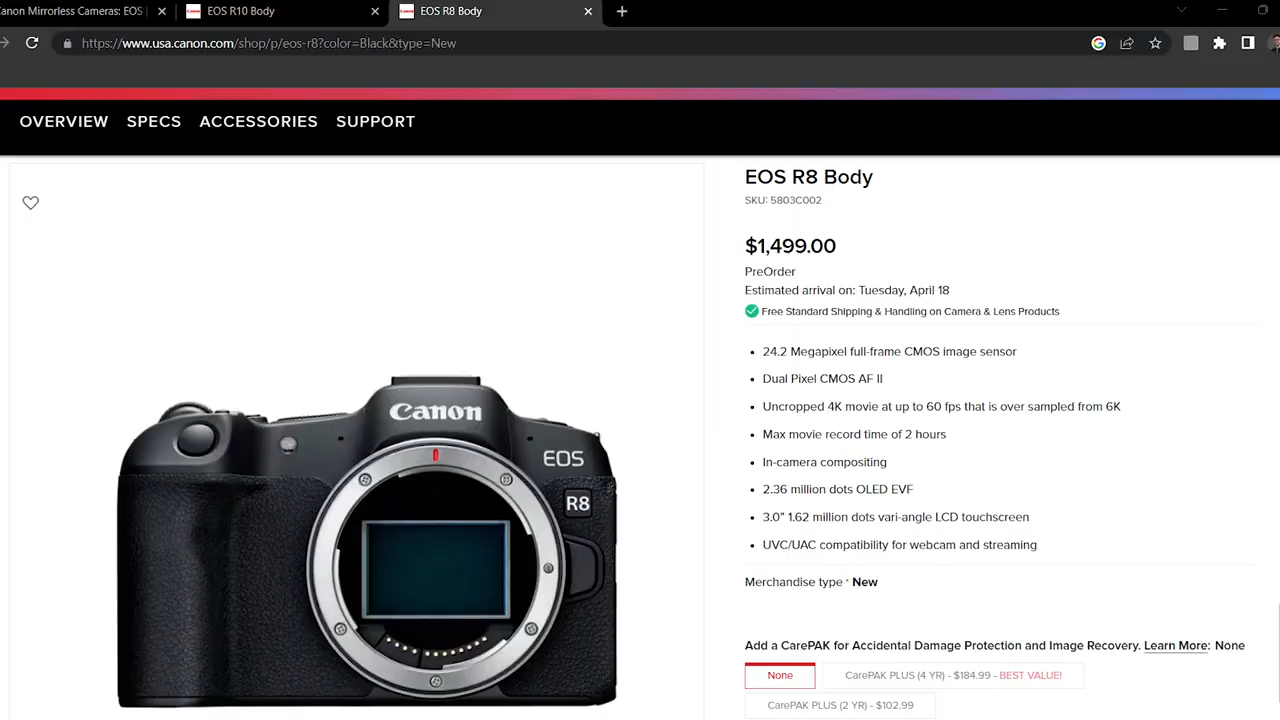 Canon Mirrorless Cameras: EOS
EOS R10 Body
EOS R8 Body
https://www.usa.canon.com/shop/p/eos-r8?color=Black&type=New
OVERVIEW SPECS ACCESSORIES SUPPORT
EOS R8 Body
SKU: 5803C002
$1,499.00
PreOrder
Estimated arrival on: Tuesday, April 18
Free Standard Shipping & Handling on Camera & Lens Products
• 24.2 Megapixel full-frame CMOS image sensor
• Dual Pixel CMOS AF II
• Uncropped 4K movie at up to 60 fps that is over sampled from 6K
• Max movie record time of 2 hours
• In-camera compositing
• 2.36 million dots OLED EVF
• 3.0” 1.62 million dots vari-angle LCD touchscreen
• UVC/UAC compatibility for webcam and streaming
Merchandise type * New
Add a CarePAK for Accidental Damage Protection and Image Recovery. Learn More: None
None
CarePAK PLUS (4 YR) - $184.99 - BEST VALUE!
CarePAK PLUS (2 YR) - $102.99
Canon
EOS
R8